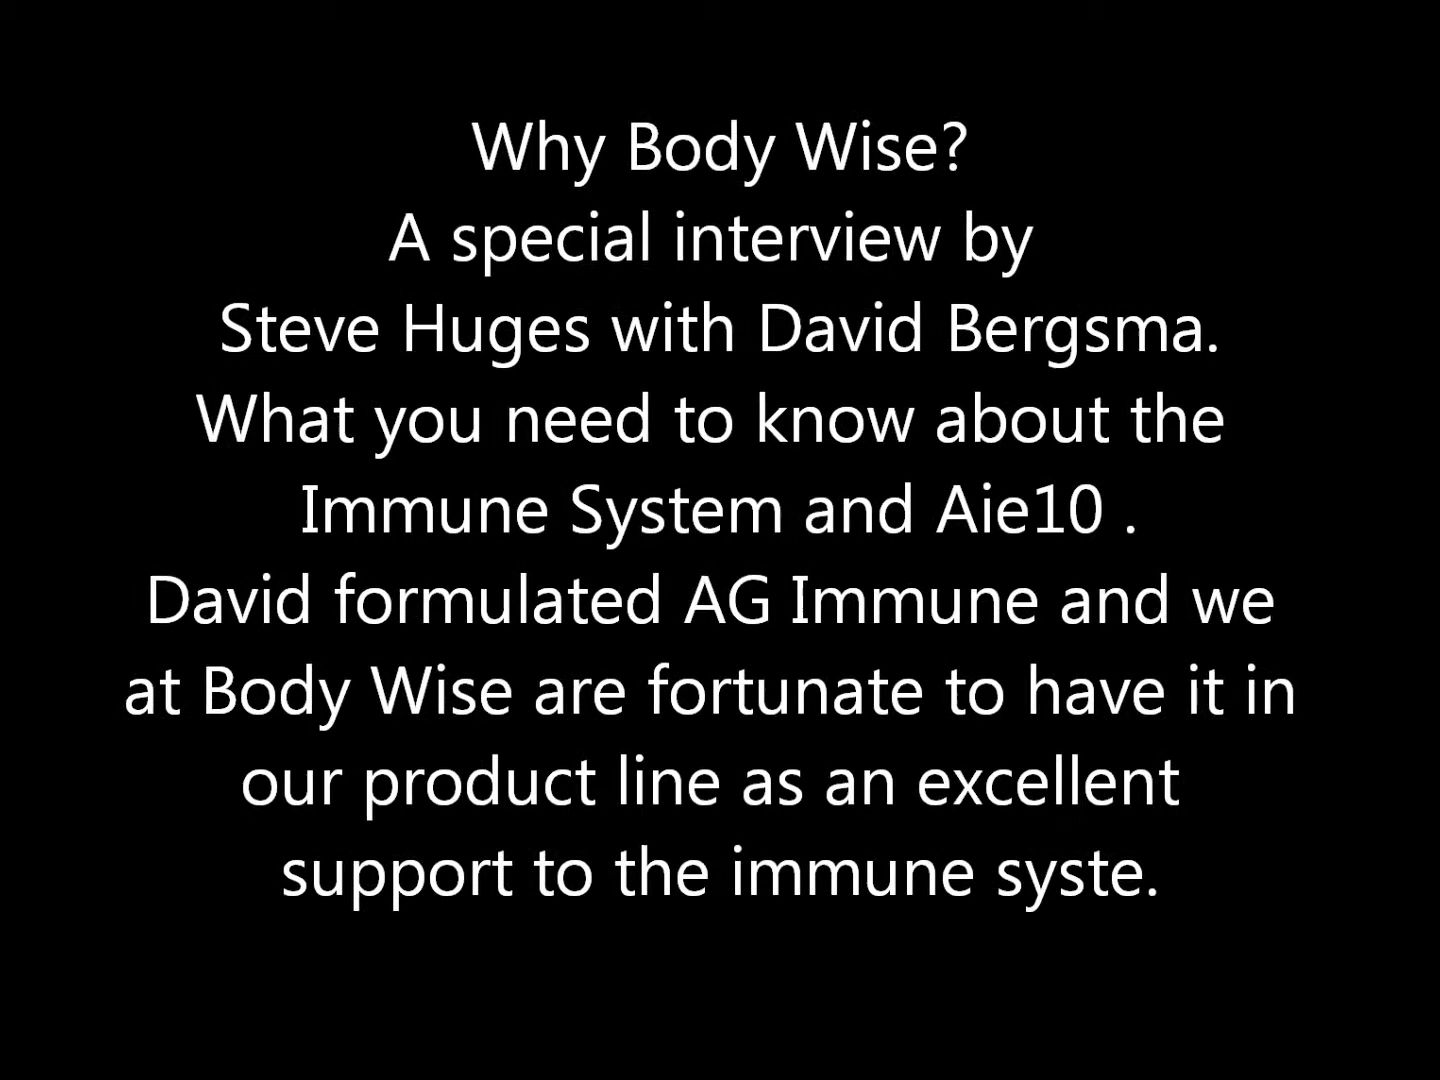 Why Body Wise?
A special interview by
Steve Huges with David Bergsma.
What you need to know about the
Immune System and Aie10 .
David formulated AG Immune and we
at Body Wise are fortunate to have it in
our product line as an excellent
support to the immune syste.